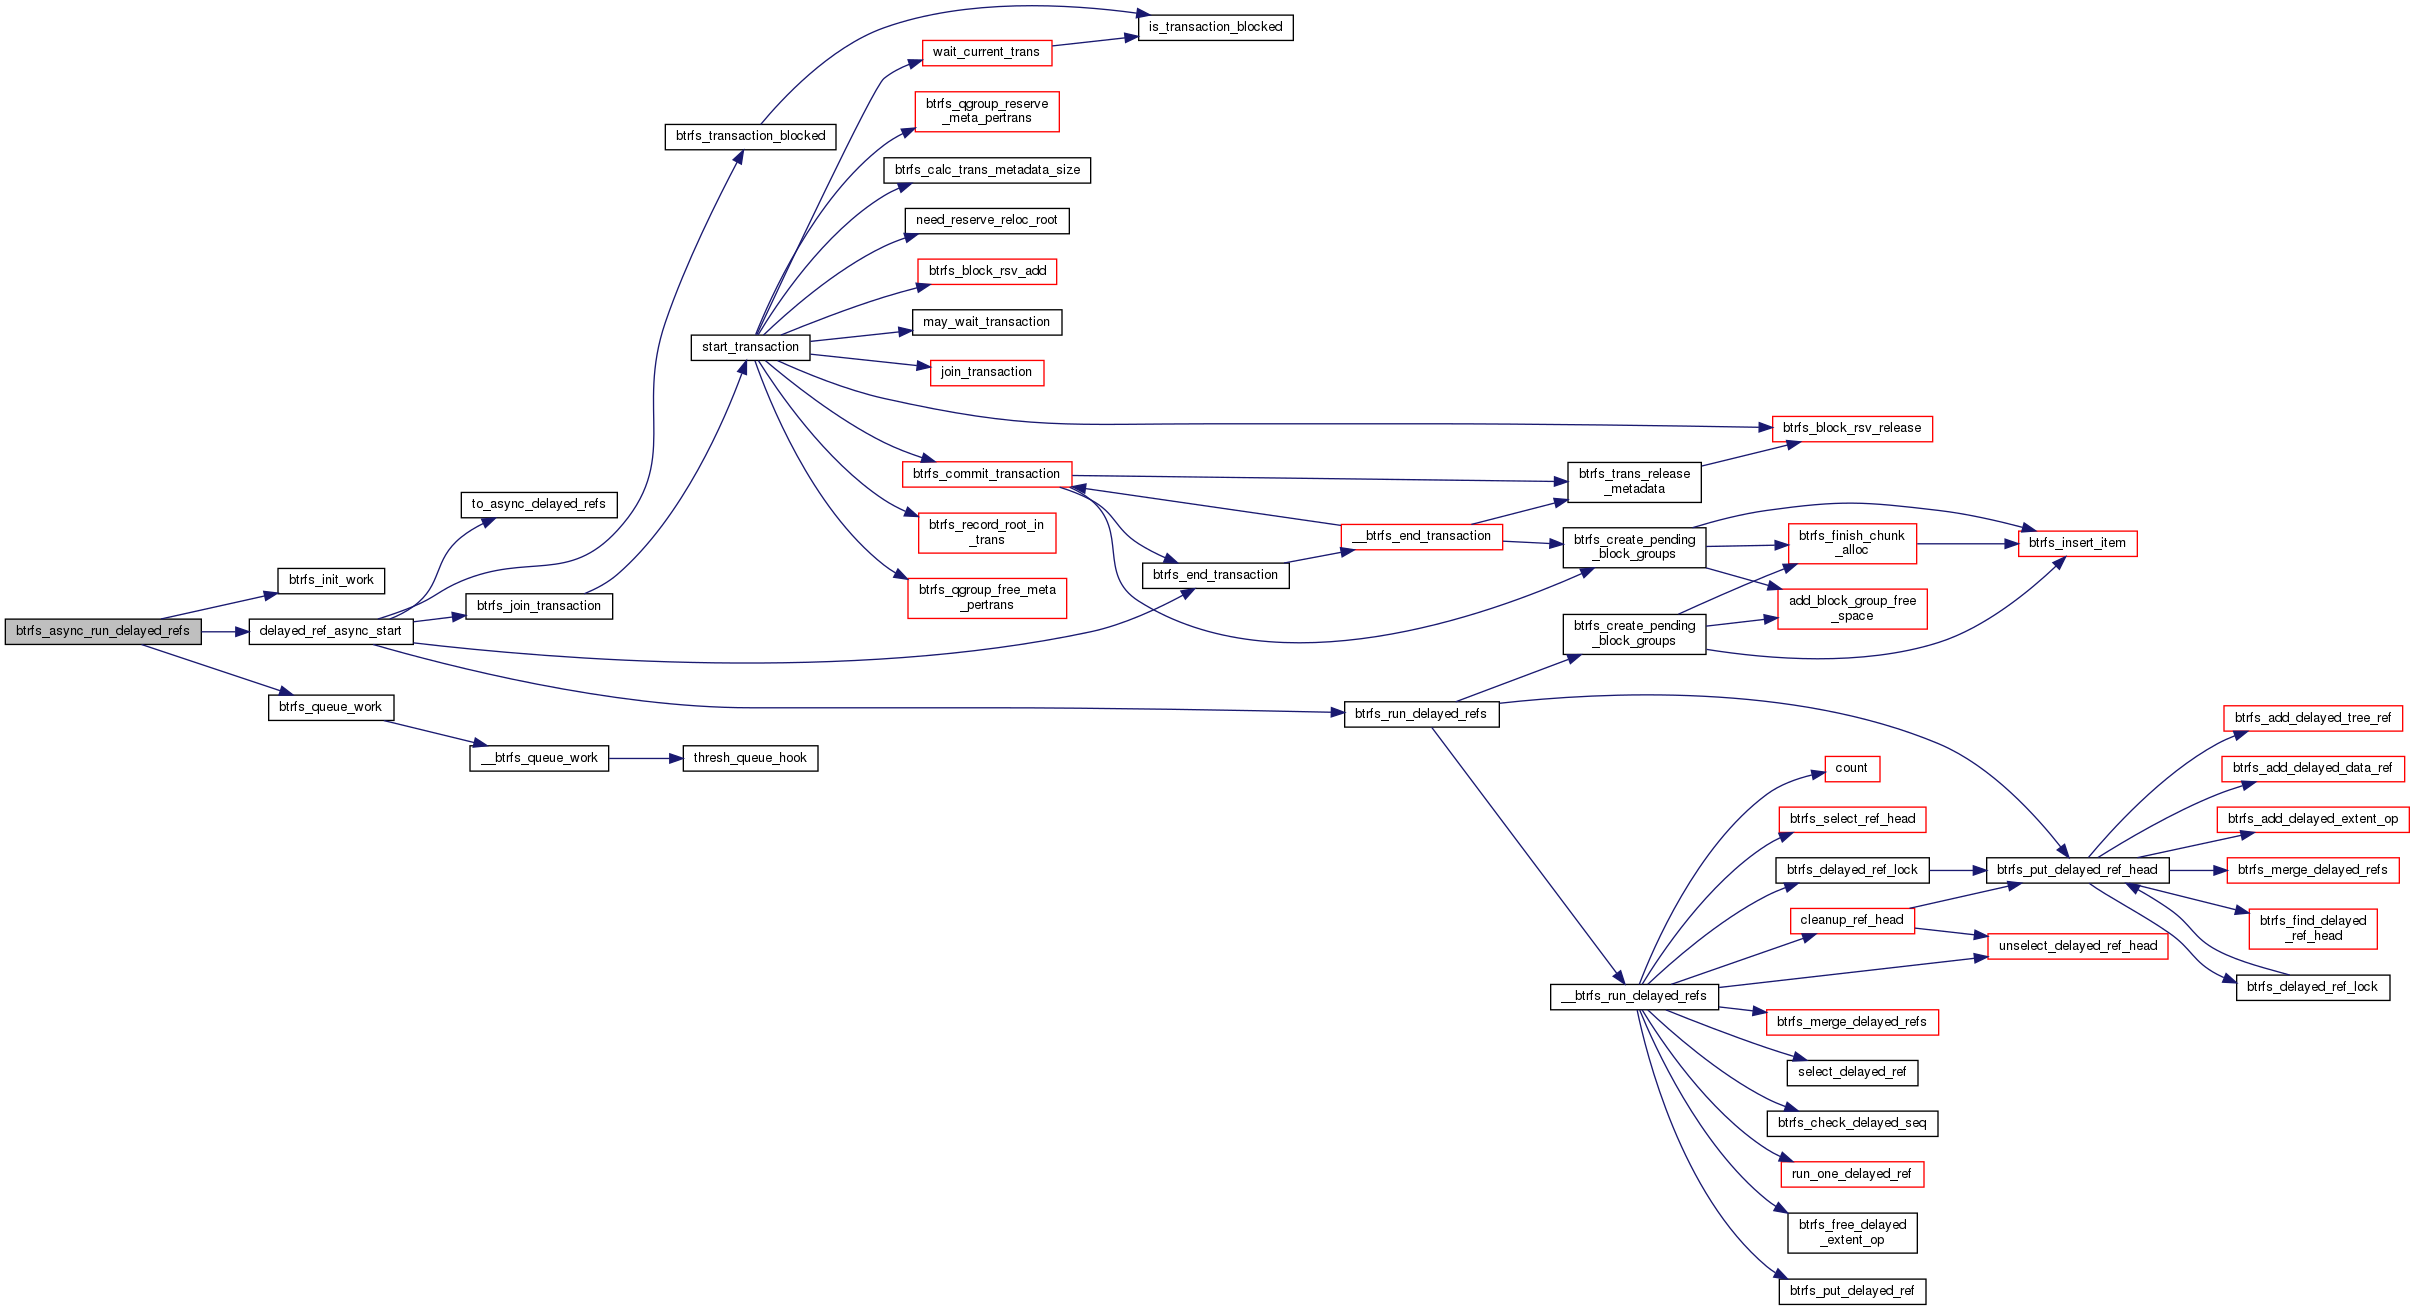 is_transaction_blocked
wait_current_trans
btrfs_qgroup_reserve
_meta_pertrans
btrfs_transaction_blocked
btrfs_calc_trans_metadata_size
need_reserve_reloc_root
btrfs_block_rsv_add
may_wait_transaction
start_transaction
join_transaction
btrfs_block_rsv_release
btrfs_commit_transaction
btrfs_trans_release
_metadata
to_async_delayed_refs
btrfs_record_root_in
_trans
__btrfs_end_transaction
btrfs_create_pending
_block_groups
btrfs_finish_chunk
_alloc
btrfs_insert_item
btrfs_init_work
btrfs_end_transaction
btrfs_join_transaction
btrfs_qgroup_free_meta
_pertrans
add_block_group_free
_space
btrfs_async_run_delayed_refs
delayed_ref_async_start
btrfs_create_pending
_block_groups
btrfs_queue_work
btrfs_run_delayed_refs
btrfs_add_delayed_tree_ref
__btrfs_queue_work
thresh_queue_hook
count
btrfs_add_delayed_data_ref
btrfs_select_ref_head
btrfs_add_delayed_extent_op
btrfs_delayed_ref_lock
btrfs_put_delayed_ref_head
btrfs_merge_delayed_refs
cleanup_ref_head
btrfs_find_delayed
_ref_head
unselect_delayed_ref_head
btrfs_delayed_ref_lock
__btrfs_run_delayed_refs
btrfs_merge_delayed_refs
select_delayed_ref
btrfs_check_delayed_seq
run_one_delayed_ref
btrfs_free_delayed
_extent_op
btrfs_put_delayed_ref